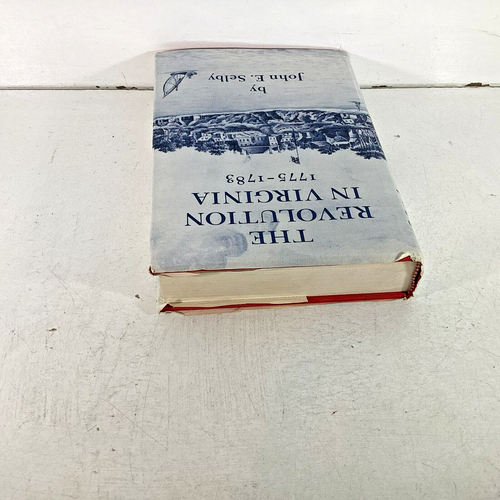 THE
REVOLUTION
IN VIRGINIA
1775-1783
by
John E. Selby